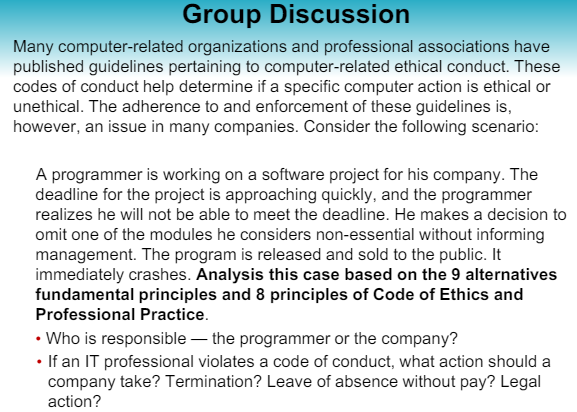 Group Discussion
Many computer-related organizations and professional associations have
published guidelines pertaining to computer-related ethical conduct. These
codes of conduct help determine if a specific computer action is ethical or
unethical. The adherence to and enforcement of these guidelines is,
however, an issue in many companies. Consider the following scenario:
A programmer is working on a software project for his company. The
deadline for the project is approaching quickly, and the programmer
realizes he will not be able to meet the deadline. He makes a decision to
omit one of the modules he considers non-essential without informing
management. The program is released and sold to the public. It
immediately crashes. Analysis this case based on the 9 alternatives
fundamental principles and 8 principles of Code of Ethics and
Professional Practice.
• Who is responsible — the programmer or the company?
• If an IT professional violates a code of conduct, what action should a
company take? Termination? Leave of absence without pay? Legal
action?